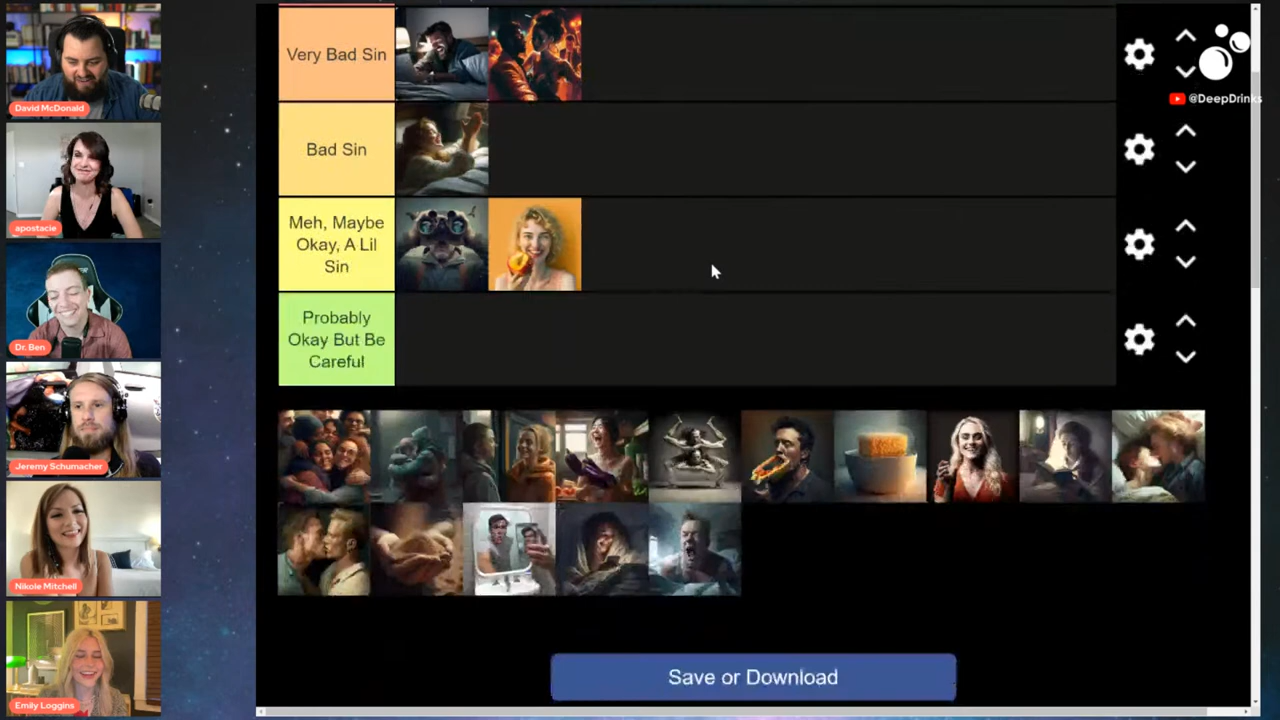 David McDonald
apostacie
Dr. Ben
Jeremy Schumacher
Nikole Mitchell
Emily Loggins
Very Bad Sin
Bad Sin
Meh, Maybe
Okay, A Lil
Sin
Probably
Okay But Be
Careful
@DeepDrinks
Save or Download